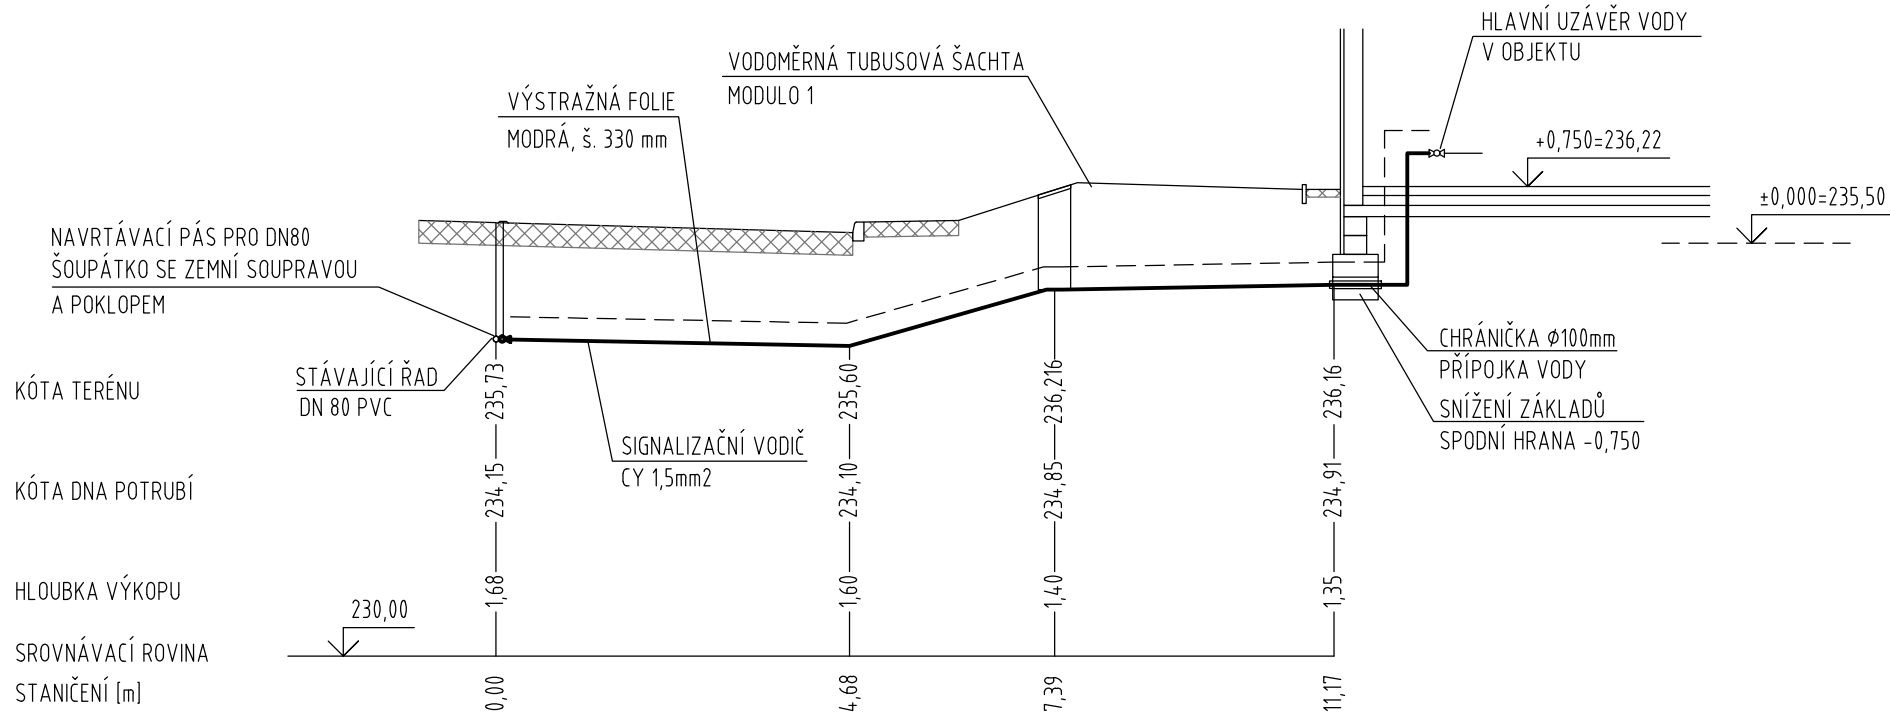 HLAVNÍ UZÁVĚR VODY
V OBJEKTU
VODOMĚRNÁ TUBUSOVÁ ŠACHTA
MODULO 1
VÝSTRAŽNÁ FOLIE
MODRÁ, š. 330 mm
+0,750=236,22
±0,000=235,50
NAVRTÁVACÍ PÁS PRO DN80
ŠOUPÁTKO SE ZEMNÍ SOUPRAVOU
A POKLOPEM
STÁVAJÍCÍ ŘAD
DN 80 PVC
SIGNALIZAČNÍ VODIČ
CY 1,5mm2
CHRÁNIČKA Ø100mm
PŘÍPOJKA VODY
SNÍŽENÍ ZÁKLADŮ
SPODNÍ HRANA -0,750
KÓTA TERÉNU
235,73
235,60
236,216
236,16
KÓTA DNA POTRUBÍ
234,15
234,10
234,85
234,91
HLOUBKA VÝKOPU
1,68
1,60
1,40
1,35
230,00
SROVNÁVACÍ ROVINA
STANIČENÍ [m]
0,00
4,68
7,39
11,17